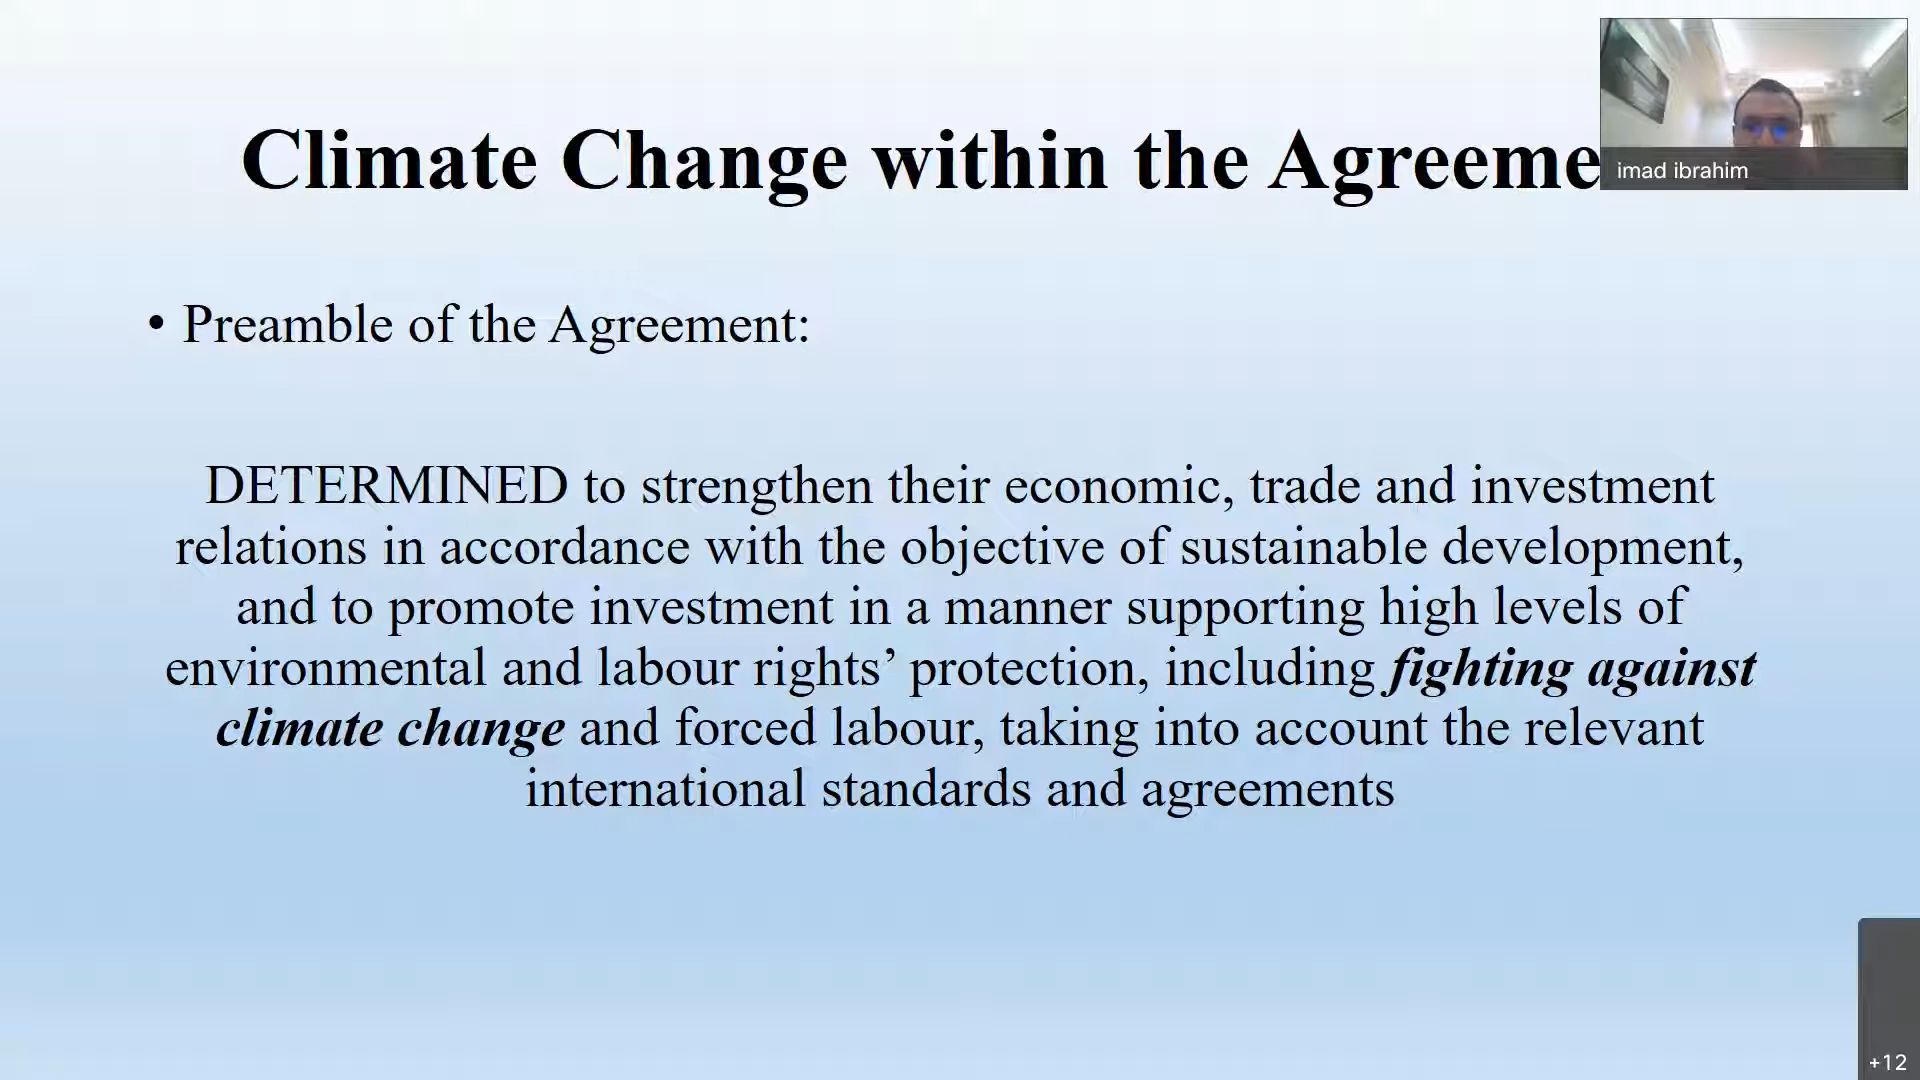 Climate Change within the Agreeme
imad ibrahim
• Preamble of the Agreement:
DETERMINED to strengthen their economic, trade and investment
relations in accordance with the objective of sustainable development,
and to promote investment in a manner supporting high levels of
environmental and labour rights’ protection, including fighting against
climate change and forced labour, taking into account the relevant
international standards and agreements
+12